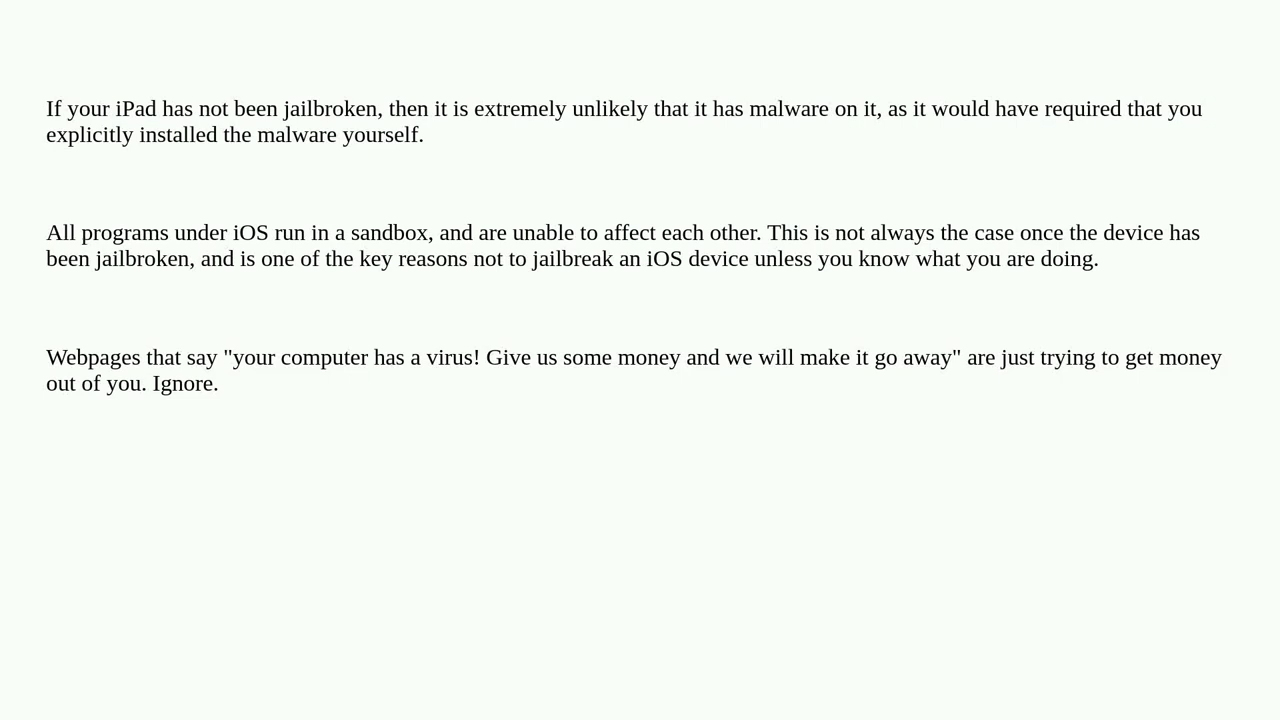 If your iPad has not been jailbroken, then it is extremely unlikely that it has malware on it, as it would have required that you
explicitly installed the malware yourself.
All programs under iOS run in a sandbox, and are unable to affect each other. This is not always the case once the device has
been jailbroken, and is one of the key reasons not to jailbreak an iOS device unless you know what you are doing.
Webpages that say "your computer has a virus! Give us some money and we will make it go away" are just trying to get money
out of you. Ignore.